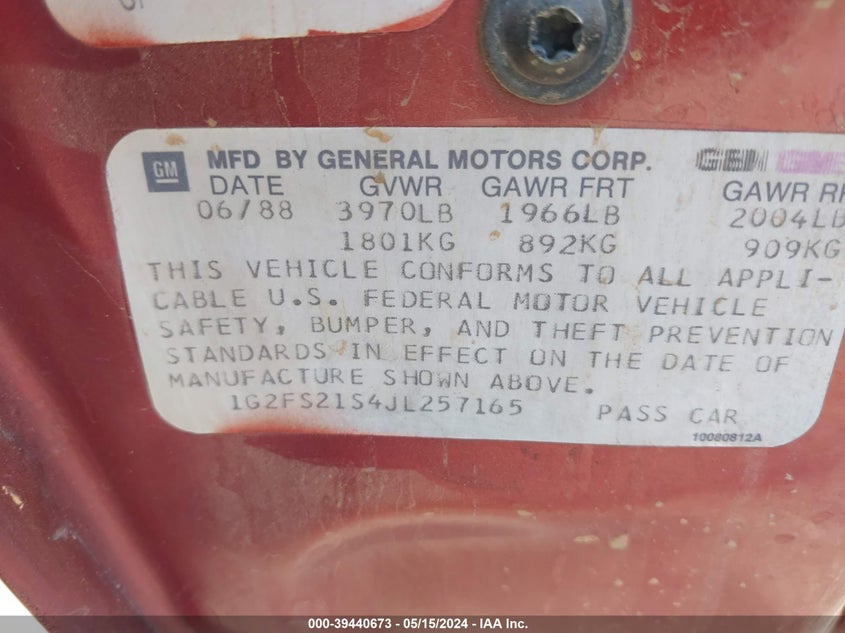 GM MFD BY GENERAL MOTORS CORP.
DATE GVWR GAWR FRT GAWR RR
06/88 3970LB 1966LB 2004LB
1801KG 892KG 909KG
THIS VEHICLE CONFORMS TO ALL APPLI-
CABLE U.S. FEDERAL MOTOR VEHICLE
SAFETY, BUMPER, AND THEFT PREVENTION
STANDARDS IN EFFECT ON THE DATE OF
MANUFACTURE SHOWN ABOVE.
1G2FS21S4JL257165 PASS CAR
10080812A
000-39440673 - 05/15/2024 - IAA Inc.